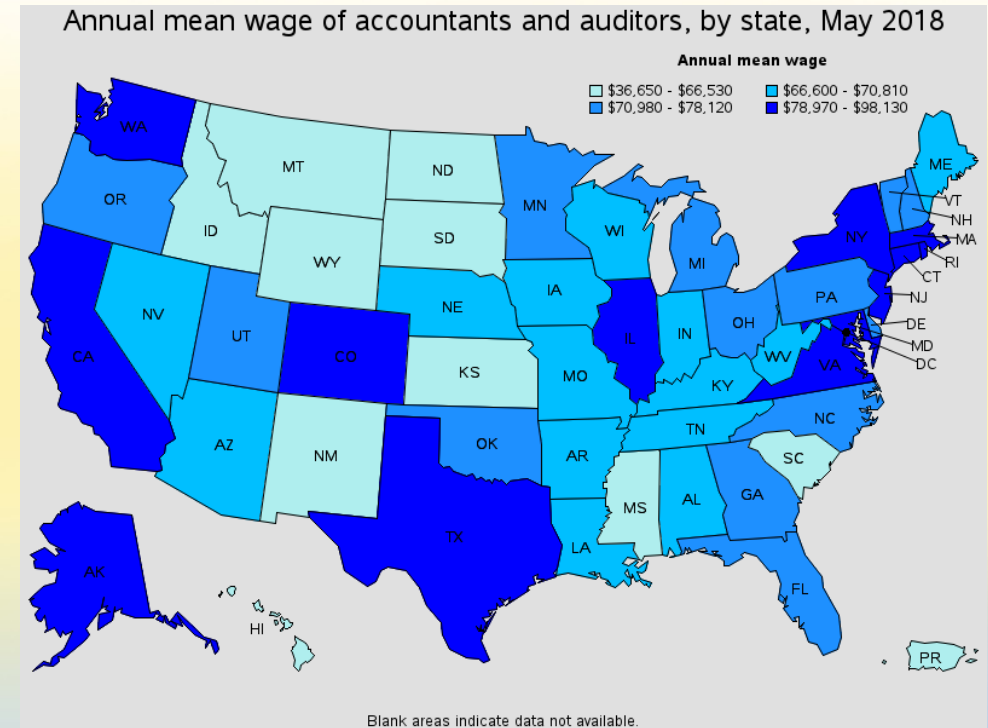 Annual mean wage of accountants and auditors, by state, May 2018
Annual mean wage
$36,650 - $66,530 $66,600 - $70,810
$70,980 - $78,120 $78,970 - $98,130
WA
MT
ND
ME
OR
MN
VT
ID
SD
WI
NH
WY
NY
MA
MI
RI
CT
NV
NE
IA
PA
NJ
UT
IL
IN
OH
DE
CA
CO
WV
MD
KS
MO
KY
VA
DC
AZ
NM
OK
AR
TN
NC
SC
MS
AL
GA
TX
LA
AK
FL
HI
PR
Blank areas indicate data not available.